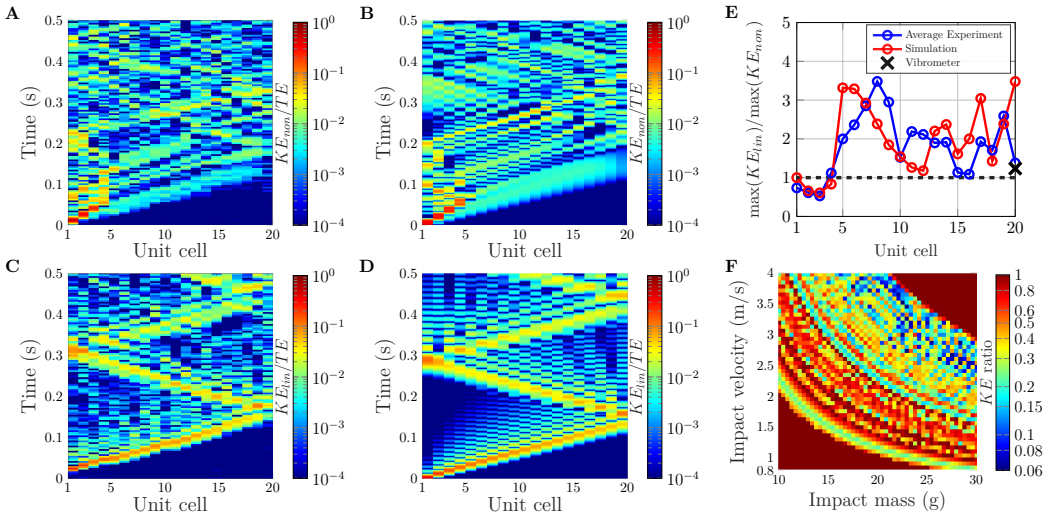 A
0.5
0.4
0.3
0.2
0.1
0
Time (s)
1 5 10 15 20
Unit cell
10^0
10^-1
10^-2
10^-3
10^-4
KE_non/TE
B
0.5
0.4
0.3
0.2
0.1
0
Time (s)
1 5 10 15 20
Unit cell
10^0
10^-1
10^-2
10^-3
10^-4
KE_non/TE
E
5
4
3
2
1
0
max(KE_lin)/max(KE_non)
Average Experiment
Simulation
Vibrometer
1 5 10 15 20
Unit cell
C
0.5
0.4
0.3
0.2
0.1
0
Time (s)
1 5 10 15 20
Unit cell
10^0
10^-1
10^-2
10^-3
10^-4
KE_lin/TE
D
0.5
0.4
0.3
0.2
0.1
0
Time (s)
1 5 10 15 20
Unit cell
10^0
10^-1
10^-2
10^-3
10^-4
KE_lin/TE
F
4
3.5
3
2.5
2
1.5
1
0.8
Impact velocity (m/s)
10 15 20 25 30
Impact mass (g)
1
0.8
0.6
0.5
0.4
0.3
0.2
0.15
0.1
0.08
0.06
KE ratio